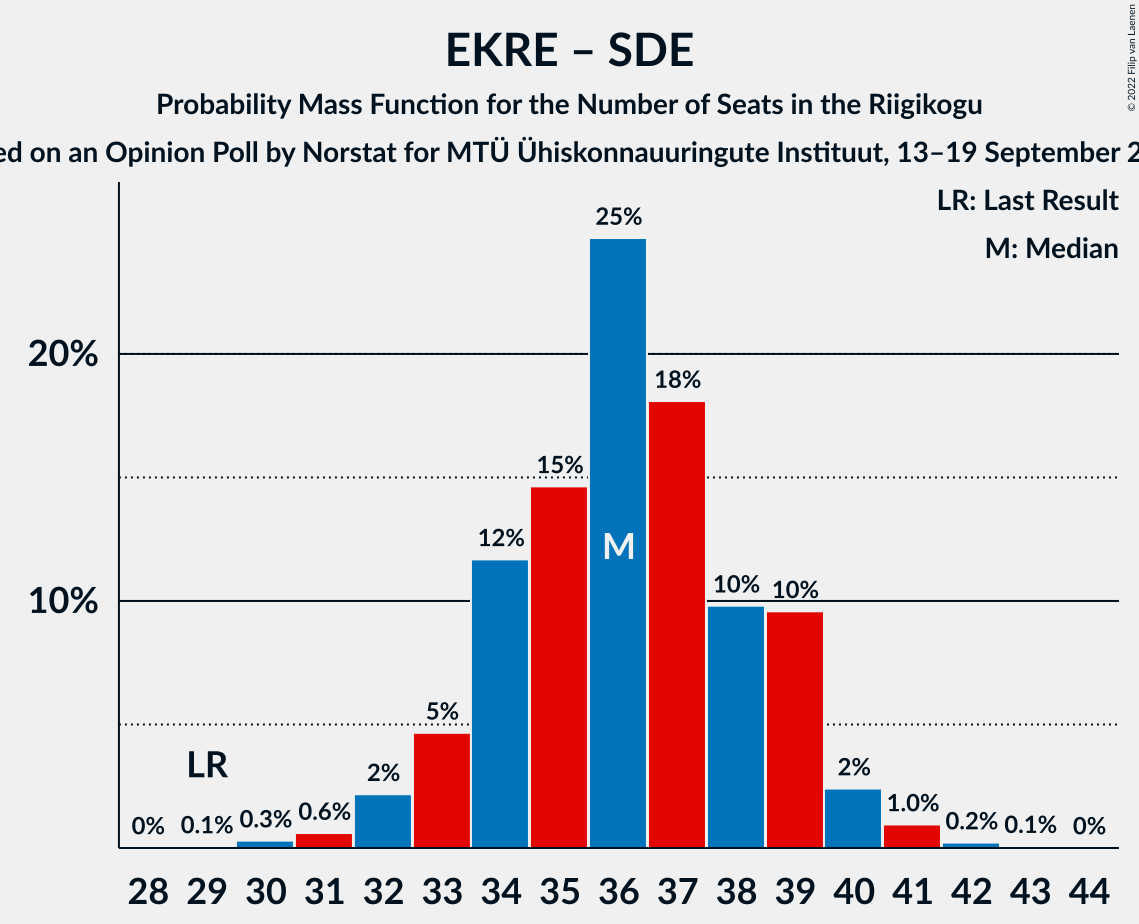 EKRE – SDE
Probability Mass Function for the Number of Seats in the Riigikogu
ed on an Opinion Poll by Norstat for MTÜ Ühiskonnauuringute Instituut, 13–19 September 2
© 2022 Filip van Laenen
LR: Last Result
M: Median
25%
20%
18%
15%
12%
M
10%
10%
10%
5%
LR
2%
2%
0%
0.1%
0.3%
0.6%
1.0%
0.2%
0.1%
0%
28 29 30 31 32 33 34 35 36 37 38 39 40 41 42 43 44